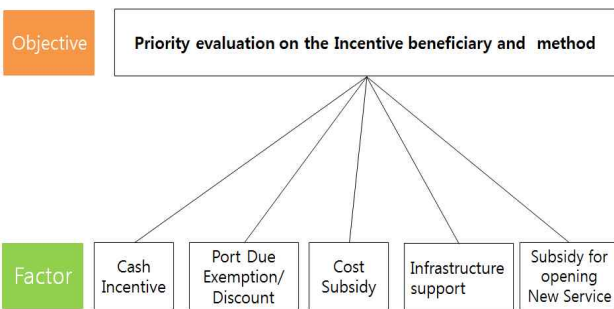 Objective
Priority evaluation on the Incentive beneficiary and method
Factor
Cash
Incentive
Port Due
Exemption/
Discount
Cost
Subsidy
Infrastructure
support
Subsidy for
opening
New Service